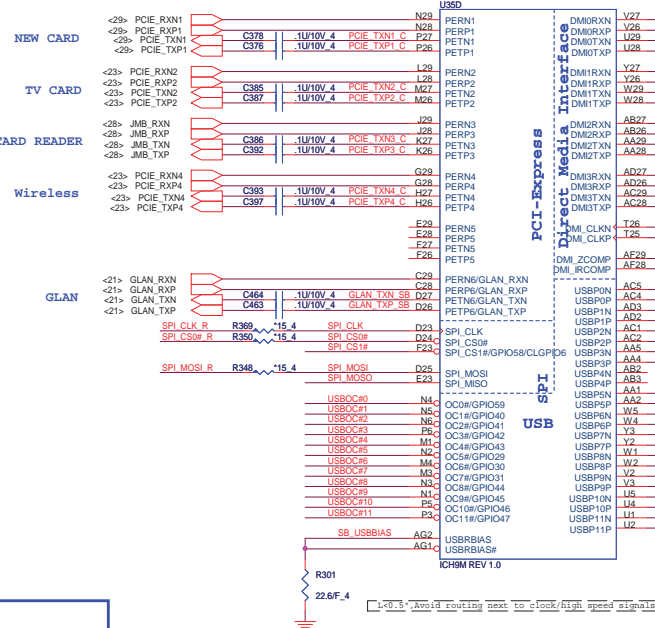 U35D
NEW CARD
<29> PCIE_RXN1 N29 PERN1 DMI0RXN V27
<29> PCIE_RXP1 N28 PERP1 DMI0RXP V26
<29> PCIE_TXN1 C378 .1U/10V_4 PCIE_TXN1_C P27 PETN1 DMI0TXN U29
<29> PCIE_TXP1 C376 .1U/10V_4 PCIE_TXP1_C P26 PETP1 DMI0TXP U28
TV CARD
<23> PCIE_RXN2 L29 PERN2 DMI1RXN Y27
<23> PCIE_RXP2 L28 PERP2 DMI1RXP Y26
<23> PCIE_TXN2 C385 .1U/10V_4 PCIE_TXN2_C M27 PETN2 DMI1TXN W29
<23> PCIE_TXP2 C387 .1U/10V_4 PCIE_TXP2_C M26 PETP2 DMI1TXP W28
CARD READER
<28> JMB_RXN J29 PERN3 DMI2RXN AB27
<28> JMB_RXP J28 PERP3 DMI2RXP AB26
<28> JMB_TXN C386 .1U/10V_4 PCIE_TXN3_C K27 PETN3 DMI2TXN AA29
<28> JMB_TXP C392 .1U/10V_4 PCIE_TXP3_C K26 PETP3 DMI2TXP AA28
Wireless
<23> PCIE_RXN4 G29 PERN4 DMI3RXN AD27
<23> PCIE_RXP4 G28 PERP4 DMI3RXP AD26
<23> PCIE_TXN4 C393 .1U/10V_4 PCIE_TXN4_C H27 PETN4 DMI3TXN AC29
<23> PCIE_TXP4 C397 .1U/10V_4 PCIE_TXP4_C H26 PETP4 DMI3TXP AC28
PCI-Express
Direct Media Interface
E29 PERN5 DMI_CLKN T26
E28 PERP5 DMI_CLKP T25
F27 PETN5
F26 PETP5 DMI_ZCOMP AF29
DMI_IRCOMP AF28
GLAN
<21> GLAN_RXN C29 PERN6/GLAN_RXN
<21> GLAN_RXP C28 PERP6/GLAN_RXP USBP0N AC5
<21> GLAN_TXN C464 .1U/10V_4 GLAN_TXN_SB D27 PETN6/GLAN_TXN USBP0P AC4
<21> GLAN_TXP C463 .1U/10V_4 GLAN_TXP_SB D26 PETP6/GLAN_TXP USBP1N AD3
USBP1P AD2
SPI_CLK_R R369 *15_4 SPI_CLK D23 SPI_CLK USBP2N AC1
SPI_CS0#_R R350 *15_4 SPI_CS0# D24 SPI_CS0# USBP2P AC2
SPI_CS1# F23 SPI_CS1#/GPIO58/CLGPIO6 USBP3N AA5
USBP3P AA4
SPI_MOSI_R R348 *15_4 SPI_MOSI D25 SPI_MOSI USBP4N AB2
SPI_MOSO E23 SPI_MISO USBP4P AB3
SPI
USB
USBP5N AA1
USBOC#0 N4 OC0#/GPIO59 USBP5P AA2
USBOC#1 N5 OC1#/GPIO40 USBP6N W5
USBOC#2 N6 OC2#/GPIO41 USBP6P W4
USBOC#3 P6 OC3#/GPIO42 USBP7N Y3
USBOC#4 M1 OC4#/GPIO43 USBP7P Y2
USBOC#5 N2 OC5#/GPIO29 USBP8N W1
USBOC#6 M4 OC6#/GPIO30 USBP8P W2
USBOC#7 M3 OC7#/GPIO31 USBP9N V2
USBOC#8 N3 OC8#/GPIO44 USBP9P V3
USBOC#9 N1 OC9#/GPIO45 USBP10N U5
USBOC#10 P5 OC10#/GPIO46 USBP10P U4
USBOC#11 P3 OC11#/GPIO47 USBP11N U1
USBP11P U2
SB_USBBIAS AG2 USBRBIAS
AG1 USBRBIAS#
ICH9M REV 1.0
R301
22.6/F_4
L<0.5",Avoid routing next to clock/high speed signals